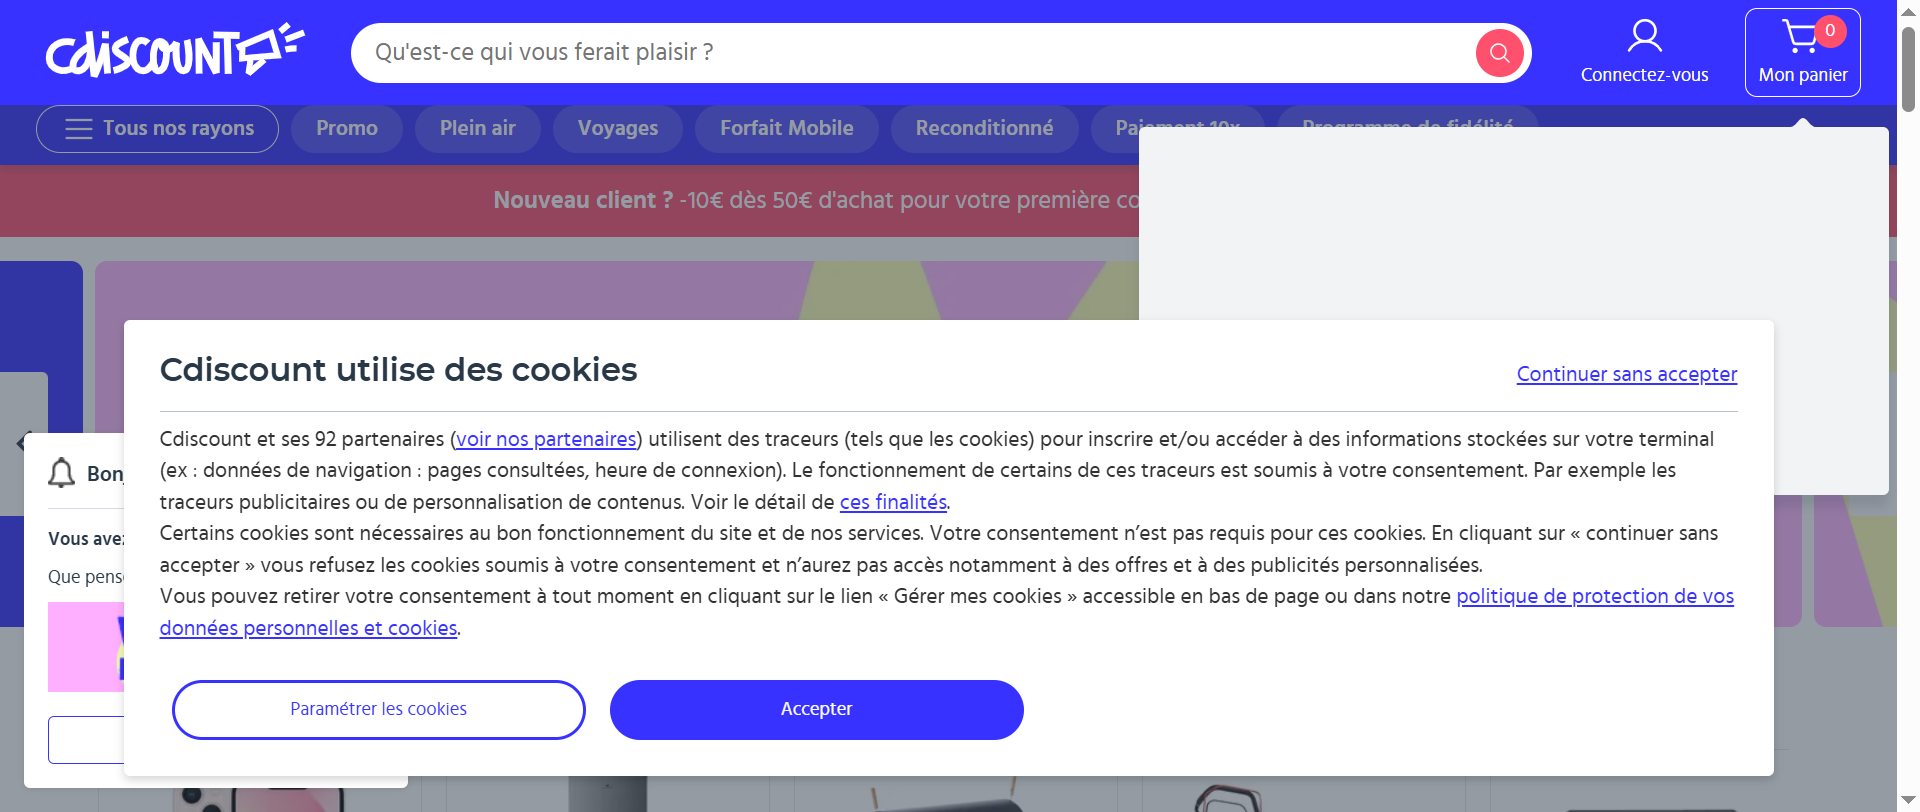 Cdiscount
Qu'est-ce qui vous ferait plaisir ?
Connectez-vous
0
Mon panier
Tous nos rayons
Promo
Plein air
Voyages
Forfait Mobile
Reconditionné
Paiement 10x
Programme de fidélité
Nouveau client ? -10€ dès 50€ d'achat pour votre première co
Cdiscount utilise des cookies
Continuer sans accepter
Cdiscount et ses 92 partenaires (voir nos partenaires) utilisent des traceurs (tels que les cookies) pour inscrire et/ou accéder à des informations stockées sur votre terminal
(ex : données de navigation : pages consultées, heure de connexion). Le fonctionnement de certains de ces traceurs est soumis à votre consentement. Par exemple les
traceurs publicitaires ou de personnalisation de contenus. Voir le détail de ces finalités.
Certains cookies sont nécessaires au bon fonctionnement du site et de nos services. Votre consentement n’est pas requis pour ces cookies. En cliquant sur « continuer sans
accepter » vous refusez les cookies soumis à votre consentement et n’aurez pas accès notamment à des offres et à des publicités personnalisées.
Vous pouvez retirer votre consentement à tout moment en cliquant sur le lien « Gérer mes cookies » accessible en bas de page ou dans notre politique de protection de vos
données personnelles et cookies.
Paramétrer les cookies
Accepter
Bon
Vous avez
Que pens